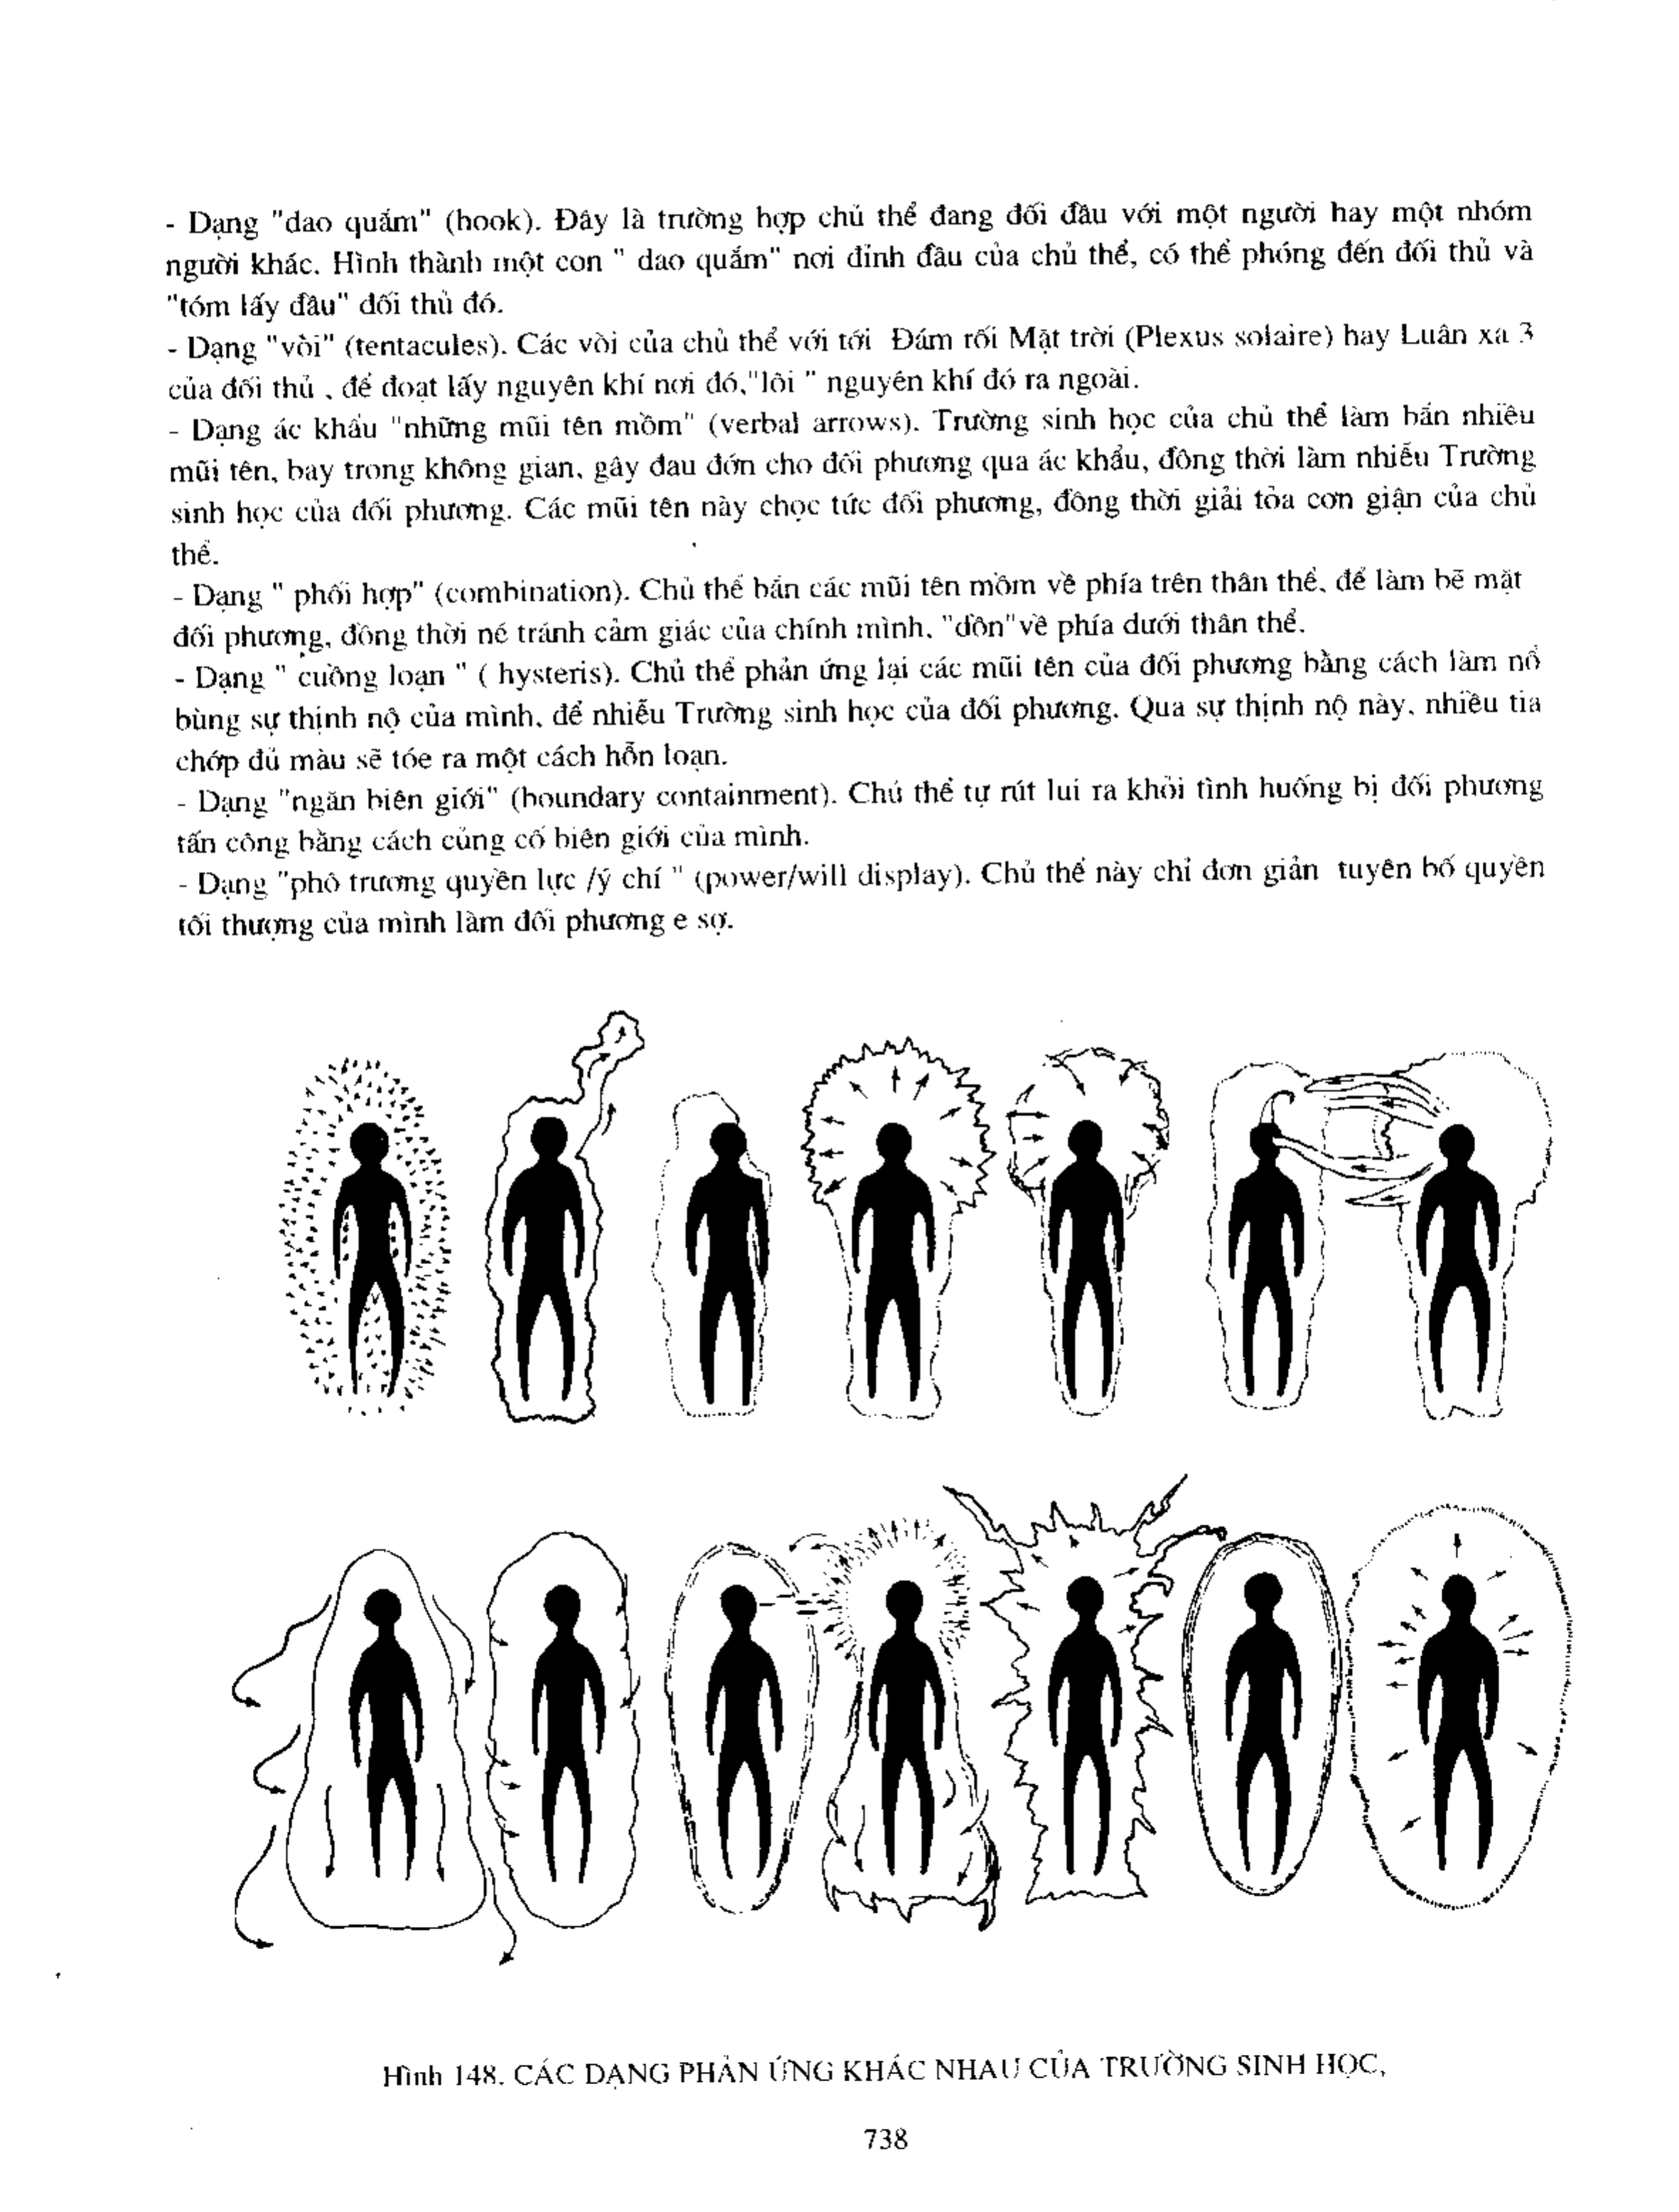 - Dạng "dao quắm" (hook). Đây là trường hợp chủ thể đang đối đầu với một người hay một nhóm
người khác. Hình thành một con " dao quắm" nơi đỉnh đầu của chủ thể, có thể phóng đến đối thủ và
"tóm lấy đầu" đối thủ đó.
- Dạng "vòi" (tentacules). Các vòi của chủ thể với tới Đám rối Mặt trời (Plexus solaire) hay Luân xa 3
của đối thủ , để đoạt lấy nguyên khí nơi đó,"lôi " nguyên khí đó ra ngoài.
- Dạng ác khẩu "những mũi tên mồm" (verbal arrows). Trường sinh học của chủ thể làm bắn nhiều
mũi tên, bay trong không gian, gây đau đớn cho đối phương qua ác khẩu, đồng thời làm nhiễu Trường
sinh học của đối phương. Các mũi tên này chọc tức đối phương, đồng thời giải tỏa cơn giận của chủ
thể.
- Dạng " phối hợp" (combination). Chủ thể bắn các mũi tên mồm về phía trên thân thể, để làm bẽ mặt
đối phương, đồng thời né tránh cảm giác của chính mình, "dồn"về phía dưới thân thể.
- Dạng " cuồng loạn " ( hysteris). Chủ thể phản ứng lại các mũi tên của đối phương bằng cách làm nổ
bùng sự thịnh nộ của mình, để nhiễu Trường sinh học của đối phương. Qua sự thịnh nộ này, nhiều tia
chớp đủ màu sẽ tóe ra một cách hỗn loạn.
- Dạng "ngăn biên giới" (boundary containment). Chủ thể tự rút lui ra khỏi tình huống bị đối phương
tấn công bằng cách củng cố biên giới của mình.
- Dạng "phô trương quyền lực /ý chí " (power/will display). Chủ thể này chỉ đơn giản tuyên bố quyền
tối thượng của mình làm đối phương e sợ.
Hình 148. CÁC DẠNG PHẢN ỨNG KHÁC NHAU CỦA TRƯỜNG SINH HỌC,
738